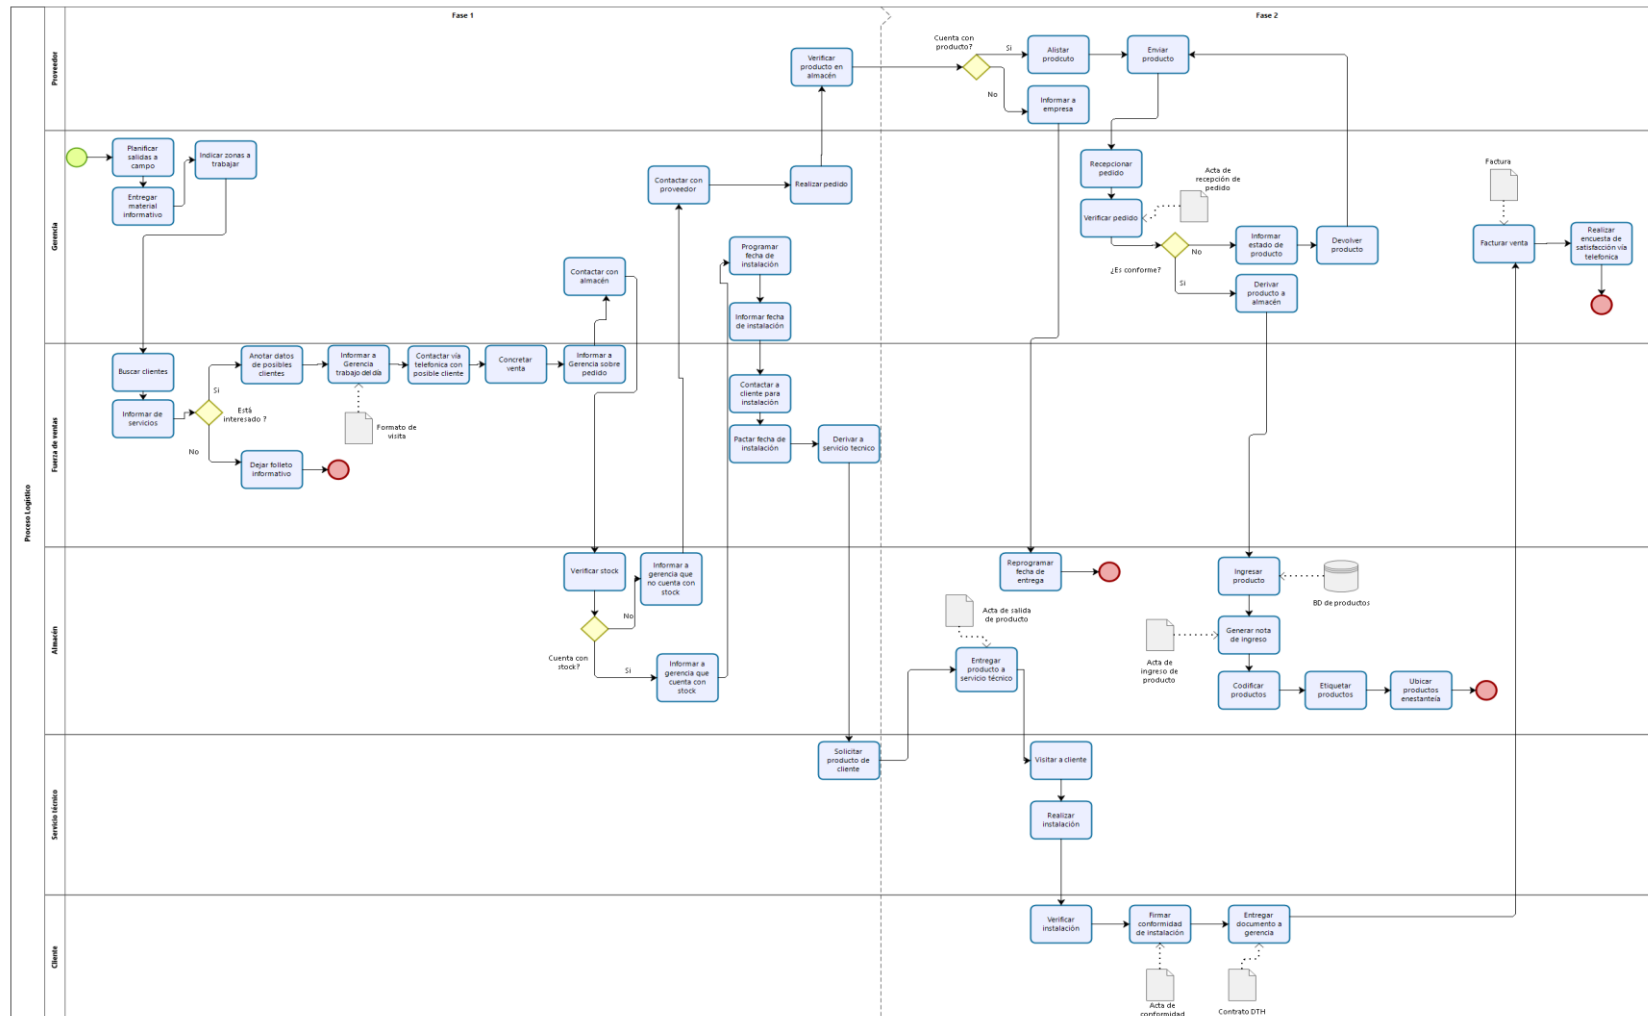 Fase 1
Fase 2
Proceso Logístico
Proveedor
Verificar
producto en
almacén
Cuenta con
producto?
Si
No
Alistar
prodcuto
Enviar
producto
Informar a
empresa
Gerencia
Planificar
salidas a
campo
Indicar zonas a
trabajar
Entregar
material
informativo
Contactar con
almacén
Contactar con
proveedor
Realizar pedido
Programar
fecha de
instalación
Informar fecha
de instalación
Recepcionar
pedido
Verificar pedido
Acta de
recepción de
pedido
¿Es conforme?
No
Si
Informar
estado de
producto
Devolver
producto
Derivar
producto a
almacén
Factura
Facturar venta
Realizar
encuesta de
satisfacción vía
telefonica
Fuerza de ventas
Buscar clientes
Informar de
servicios
Está
interesado ?
Si
No
Anotar datos
de posibles
clientes
Informar a
Gerencia
trabajo del día
Formato de
visita
Contactar vía
telefonica con
posible cliente
Concretar
venta
Informar a
Gerencia sobre
pedido
Dejar folleto
informativo
Contactar a
cliente para
instalación
Pactar fecha de
instalación
Derivar a
servicio tecnico
Almacén
Verificar stock
Cuenta con
stock?
No
Si
Informar a
gerencia que
no cuenta con
stock
Informar a
gerencia que
cuenta con
stock
Reprogramar
fecha de
entrega
Acta de salida
de producto
Entregar
producto a
servicio técnico
Ingresar
producto
BD de productos
Generar nota
de ingreso
Acta de
ingreso de
producto
Codificar
productos
Etiquetar
productos
Ubicar
productos
enestanteía
Servicio técnico
Solicitar
producto de
cliente
Visitar a cliente
Realizar
instalación
Cliente
Verificar
instalación
Firmar
conformidad
de instalación
Entregar
documento a
gerencia
Acta de
conformidad
Contrato DTH